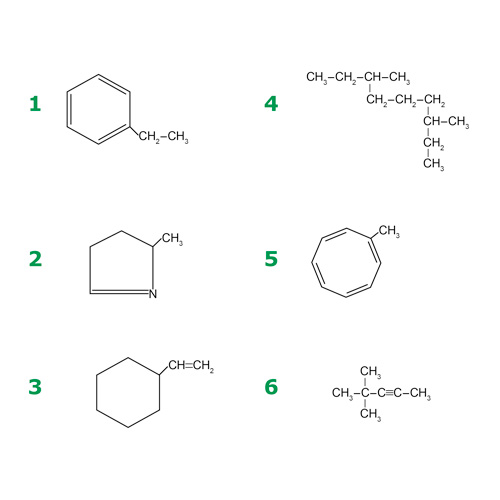 1
CH₂–CH₃
2
CH₃
N
3
CH=CH₂
4
CH₃–CH₂–CH–CH₃
CH₂–CH₂–CH₂
CH–CH₃
CH₂
CH₃
5
CH₃
6
CH₃
CH₃–C–C≡C–CH₃
CH₃